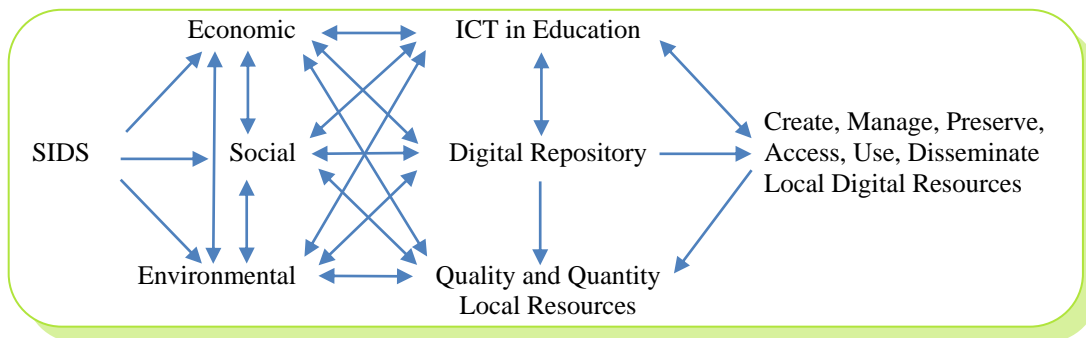 Economic
ICT in Education
SIDS
Social
Digital Repository
Create, Manage, Preserve,
Access, Use, Disseminate
Local Digital Resources
Environmental
Quality and Quantity
Local Resources